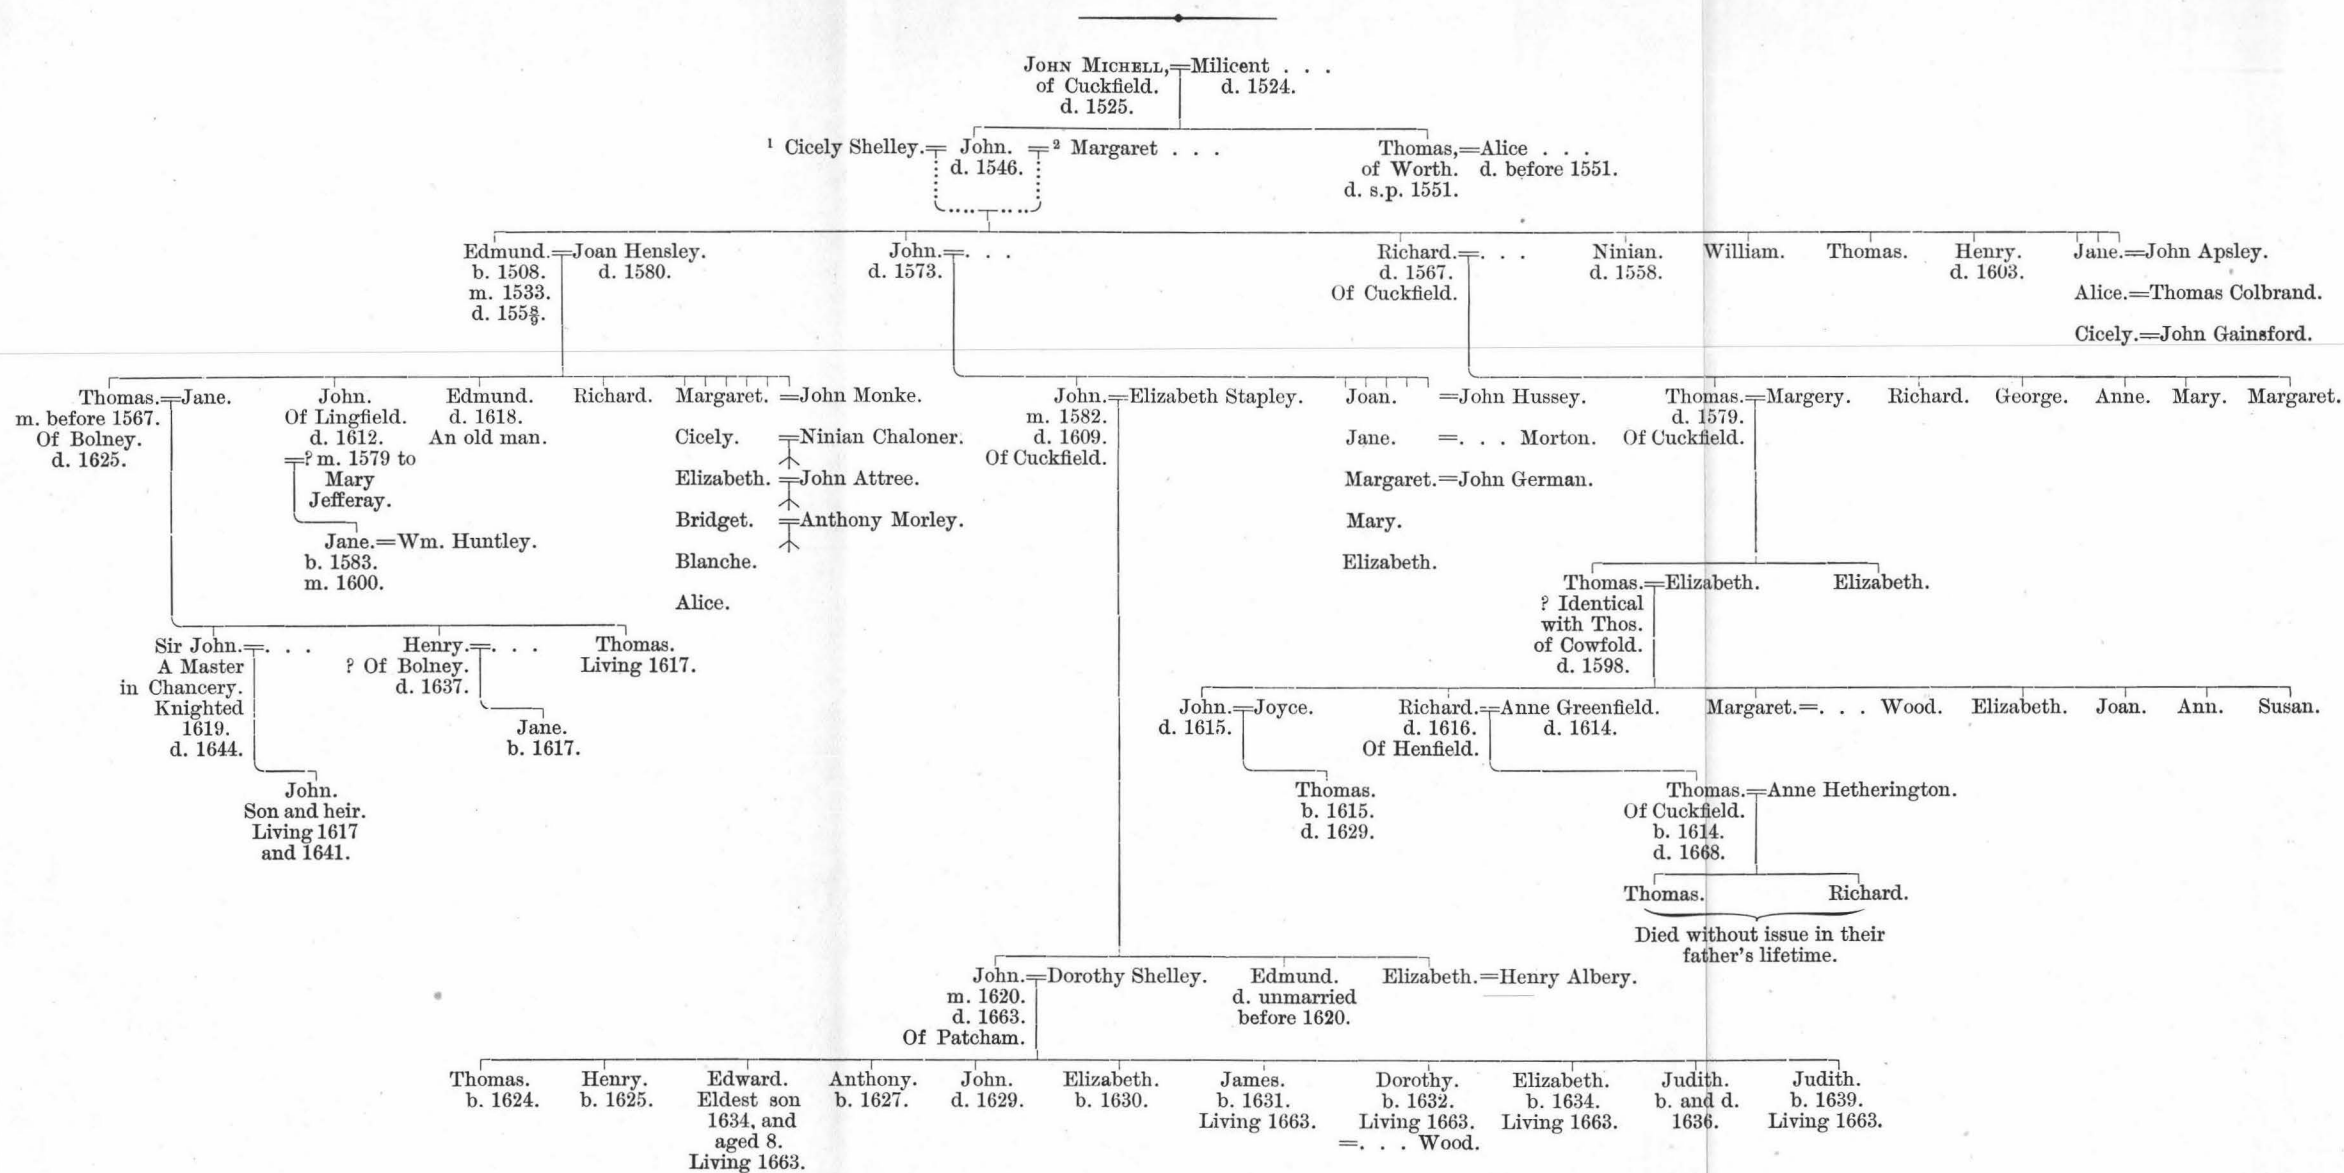 JOHN MICHELL,=Milicent . . .
of Cuckfield. d. 1524.
d. 1525.
¹ Cicely Shelley.= John. =² Margaret . . . Thomas,=Alice . . .
d. 1546. of Worth. d. before 1551.
d. s.p. 1551.
Edmund.=Joan Hensley. John.=. . . Richard.=. . . Ninian. William. Thomas. Henry. Jane.=John Apsley.
b. 1508. d. 1580. d. 1573. d. 1567. d. 1558. d. 1603.
m. 1533. Of Cuckfield. Alice.=Thomas Colbrand.
d. 155⅞.
Cicely.=John Gainsford.
Thomas.=Jane. John. Edmund. Richard. Margaret. =John Monke. John.=Elizabeth Stapley. Joan. =John Hussey. Thomas.=Margery. Richard. George. Anne. Mary. Margaret.
m. before 1567. Of Lingfield. d. 1618. m. 1582. d. 1579.
Of Bolney. d. 1612. An old man. Cicely. =Ninian Chaloner. d. 1609. Jane. =. . . Morton. Of Cuckfield.
d. 1625. =? m. 1579 to Of Cuckfield.
Mary Elizabeth. =John Attree. Margaret.=John German.
Jefferay.
Bridget. =Anthony Morley. Mary.
Jane.=Wm. Huntley.
b. 1583. Blanche. Elizabeth.
m. 1600. Thomas.=Elizabeth. Elizabeth.
Alice. ? Identical
with Thos.
Sir John.=. . . Henry.=. . . Thomas. of Cowfold.
A Master ? Of Bolney. Living 1617. d. 1598.
in Chancery. d. 1637.
Knighted John.=Joyce. Richard.=Anne Greenfield. Margaret.=. . . Wood. Elizabeth. Joan. Ann. Susan.
1619. Jane. d. 1615. d. 1616. d. 1614.
d. 1644. b. 1617. Of Henfield.
John. Thomas. Thomas.=Anne Hetherington.
Son and heir. b. 1615. Of Cuckfield.
Living 1617 d. 1629. b. 1614.
and 1641. d. 1668.
Thomas. Richard.
Died without issue in their
father's lifetime.
John.=Dorothy Shelley. Edmund. Elizabeth.=Henry Albery.
m. 1620. d. unmarried
d. 1663. before 1620.
Of Patcham.
Thomas. Henry. Edward. Anthony. John. Elizabeth. James. Dorothy. Elizabeth. Judith. Judith.
b. 1624. b. 1625. Eldest son b. 1627. d. 1629. b. 1630. b. 1631. b. 1632. b. 1634. b. and d. b. 1639.
1634, and Living 1663. Living 1663. Living 1663. 1636. Living 1663.
aged 8. =. . . Wood.
Living 1663.